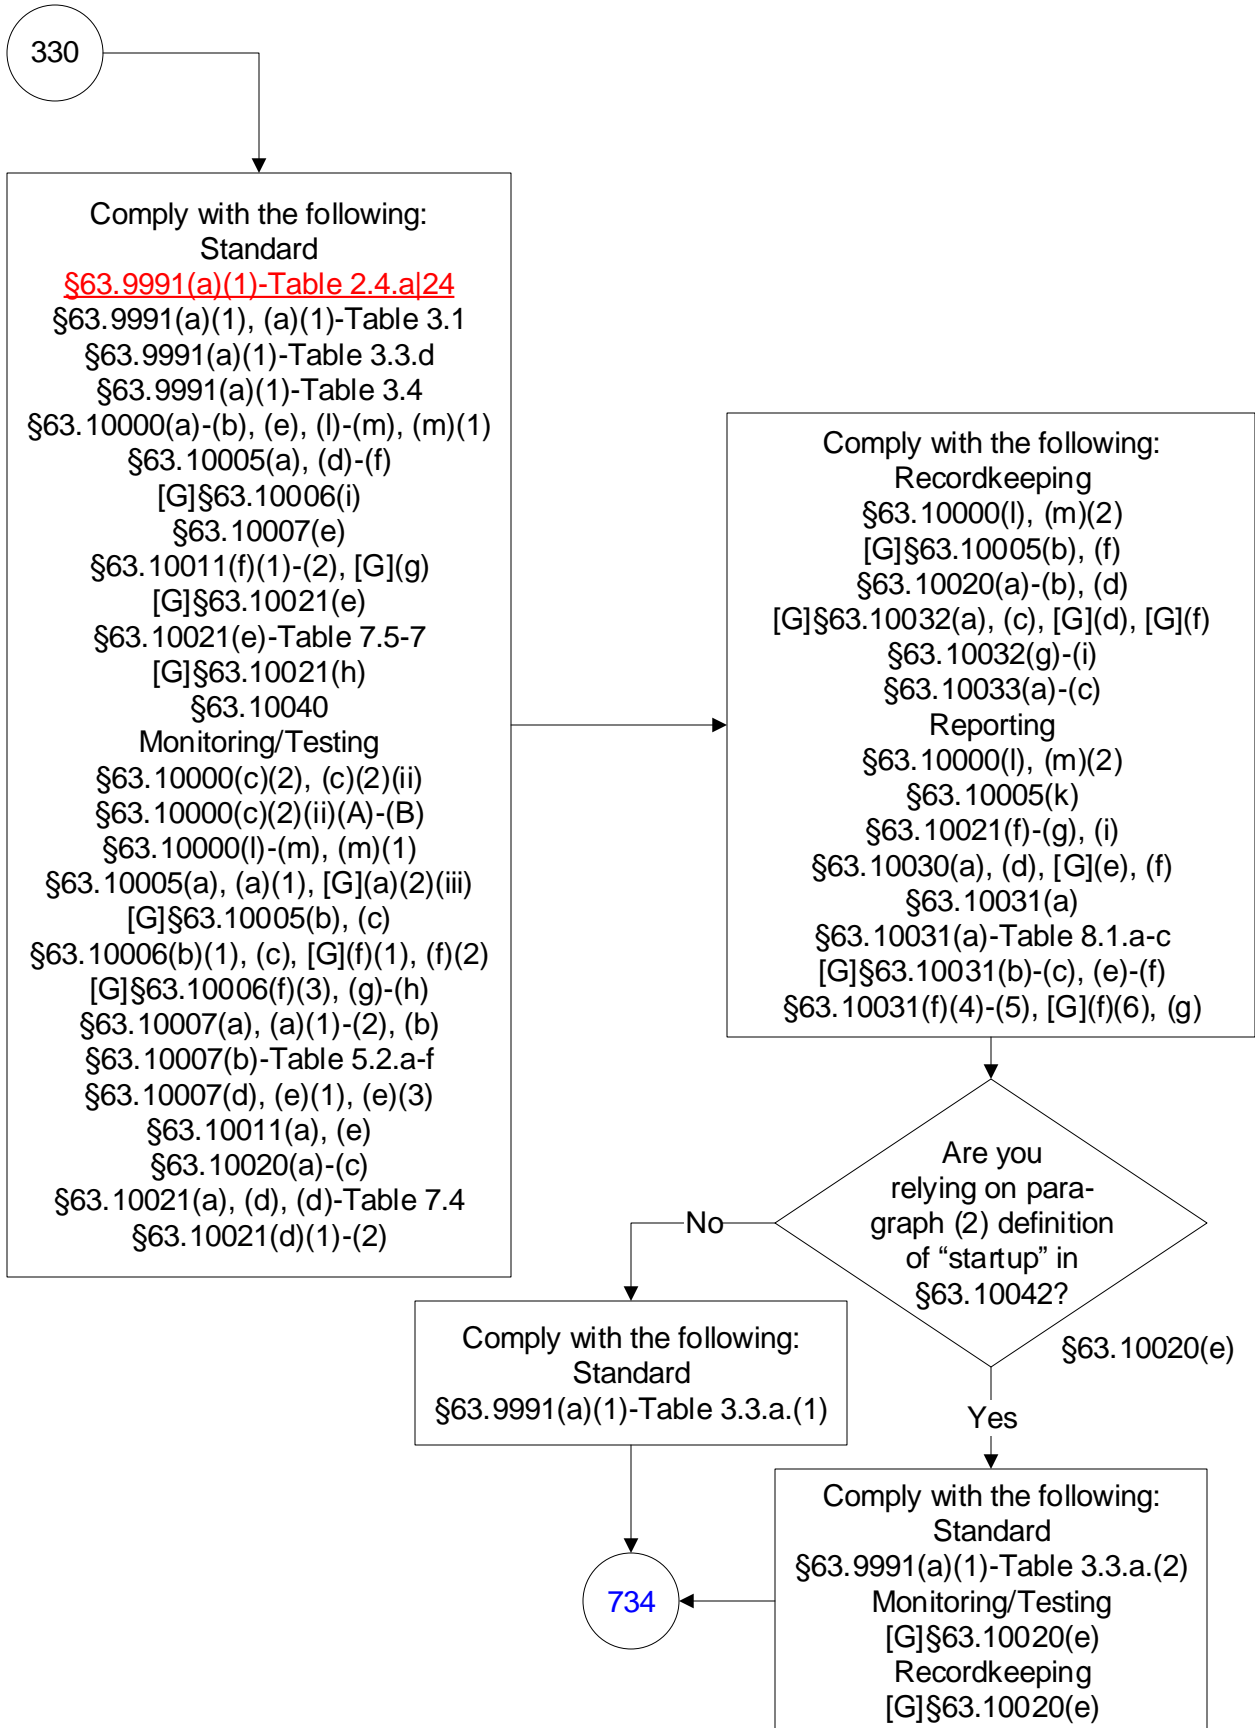 330
Comply with the following:
Standard
§63.9991(a)(1)-Table 2.4.a|24
§63.9991(a)(1), (a)(1)-Table 3.1
§63.9991(a)(1)-Table 3.3.d
§63.9991(a)(1)-Table 3.4
§63.10000(a)-(b), (e), (l)-(m), (m)(1)
§63.10005(a), (d)-(f)
[G]§63.10006(i)
§63.10007(e)
§63.10011(f)(1)-(2), [G](g)
[G]§63.10021(e)
§63.10021(e)-Table 7.5-7
[G]§63.10021(h)
§63.10040
Monitoring/Testing
§63.10000(c)(2), (c)(2)(ii)
§63.10000(c)(2)(ii)(A)-(B)
§63.10000(l)-(m), (m)(1)
§63.10005(a), (a)(1), [G](a)(2)(iii)
[G]§63.10005(b), (c)
§63.10006(b)(1), (c), [G](f)(1), (f)(2)
[G]§63.10006(f)(3), (g)-(h)
§63.10007(a), (a)(1)-(2), (b)
§63.10007(b)-Table 5.2.a-f
§63.10007(d), (e)(1), (e)(3)
§63.10011(a), (e)
§63.10020(a)-(c)
§63.10021(a), (d), (d)-Table 7.4
§63.10021(d)(1)-(2)
Comply with the following:
Recordkeeping
§63.10000(l), (m)(2)
[G]§63.10005(b), (f)
§63.10020(a)-(b), (d)
[G]§63.10032(a), (c), [G](d), [G](f)
§63.10032(g)-(i)
§63.10033(a)-(c)
Reporting
§63.10000(l), (m)(2)
§63.10005(k)
§63.10021(f)-(g), (i)
§63.10030(a), (d), [G](e), (f)
§63.10031(a)
§63.10031(a)-Table 8.1.a-c
[G]§63.10031(b)-(c), (e)-(f)
§63.10031(f)(4)-(5), [G](f)(6), (g)
Are you
relying on para-
graph (2) definition
of “startup” in
§63.10042?
§63.10020(e)
No
Comply with the following:
Standard
§63.9991(a)(1)-Table 3.3.a.(1)
Yes
Comply with the following:
Standard
§63.9991(a)(1)-Table 3.3.a.(2)
Monitoring/Testing
[G]§63.10020(e)
Recordkeeping
[G]§63.10020(e)
734